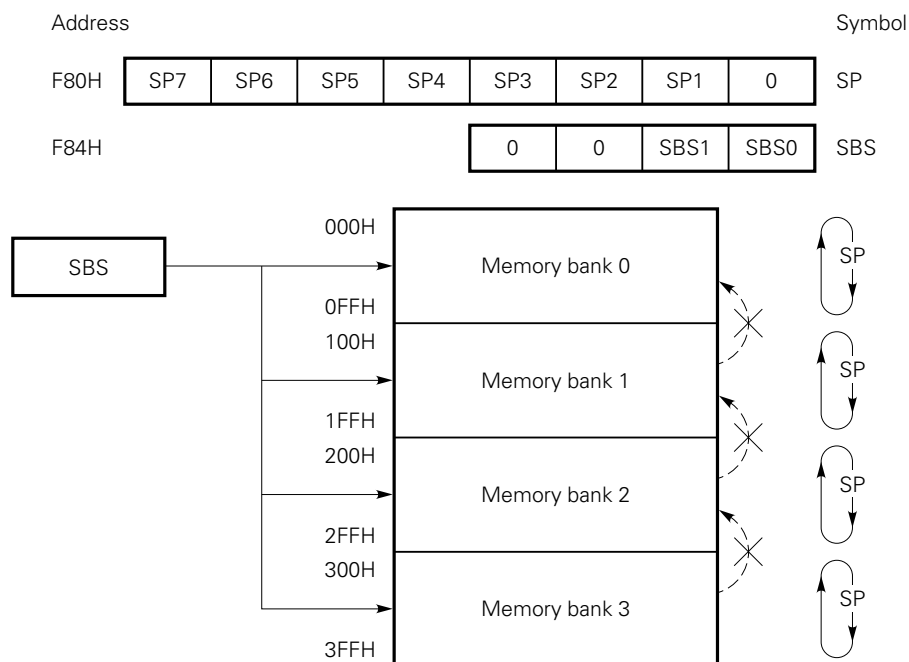 Address Symbol
F80H SP7 SP6 SP5 SP4 SP3 SP2 SP1 0 SP
F84H 0 0 SBS1 SBS0 SBS
000H
SBS Memory bank 0 SP
0FFH
100H
Memory bank 1 SP
1FFH
200H
Memory bank 2 SP
2FFH
300H
Memory bank 3 SP
3FFH